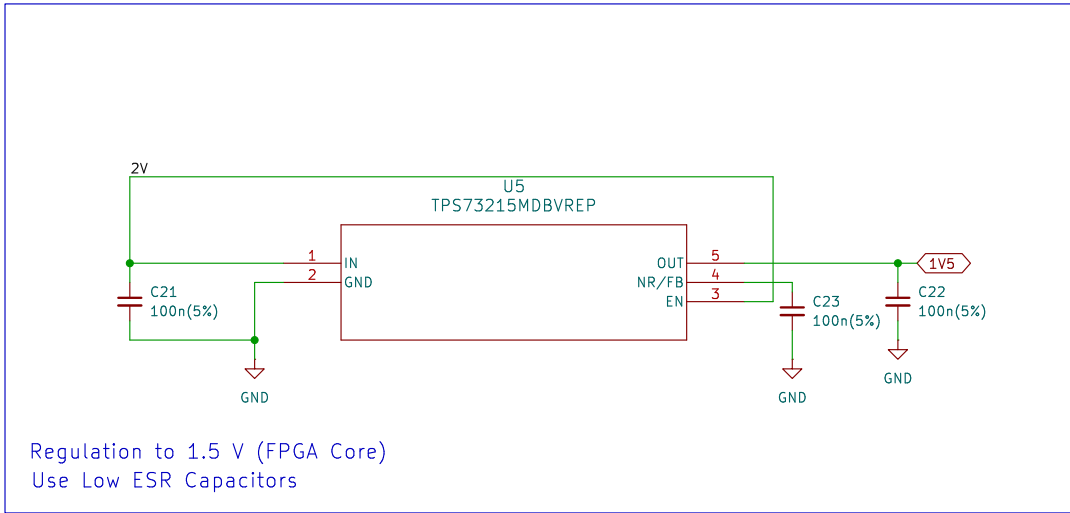 2V
U5
TPS73215MDBVREP
1
IN
2
GND
OUT
5
NR/FB
4
EN
3
1V5
C21
100n(5%)
C23
100n(5%)
C22
100n(5%)
GND
GND
GND
Regulation to 1.5 V (FPGA Core)
Use Low ESR Capacitors